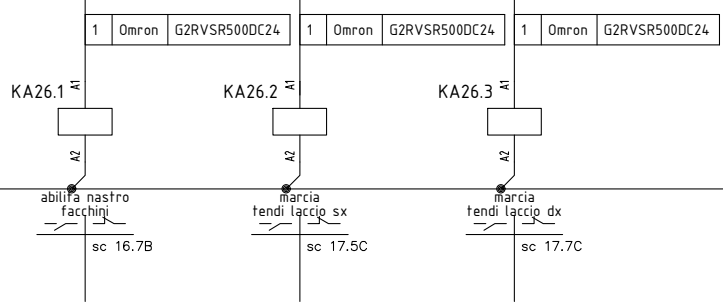 1 Omron G2RVSR500DC24 1 Omron G2RVSR500DC24 1 Omron G2RVSR500DC24
KA26.1 A1 KA26.2 A1 KA26.3 A1
A2 A2 A2
abilita nastro marcia marcia
facchini tendi laccio sx tendi laccio dx
sc 16.7B sc 17.5C sc 17.7C